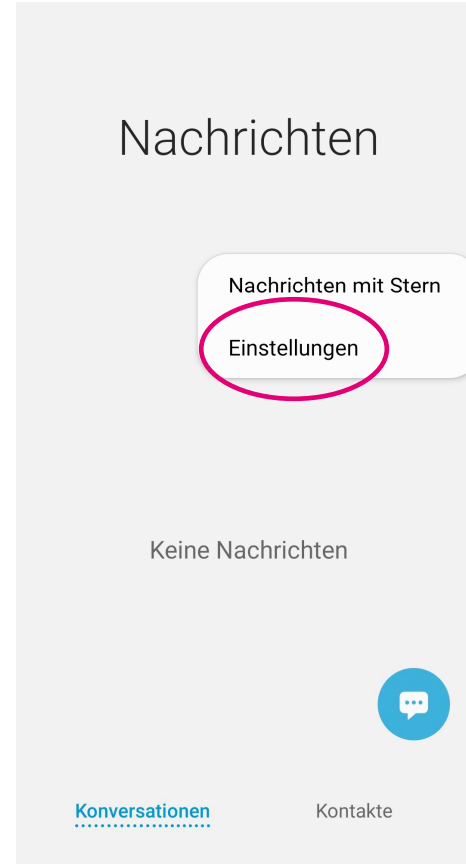 Nachrichten
Nachrichten mit Stern
Einstellungen
Keine Nachrichten
Konversationen
Kontakte